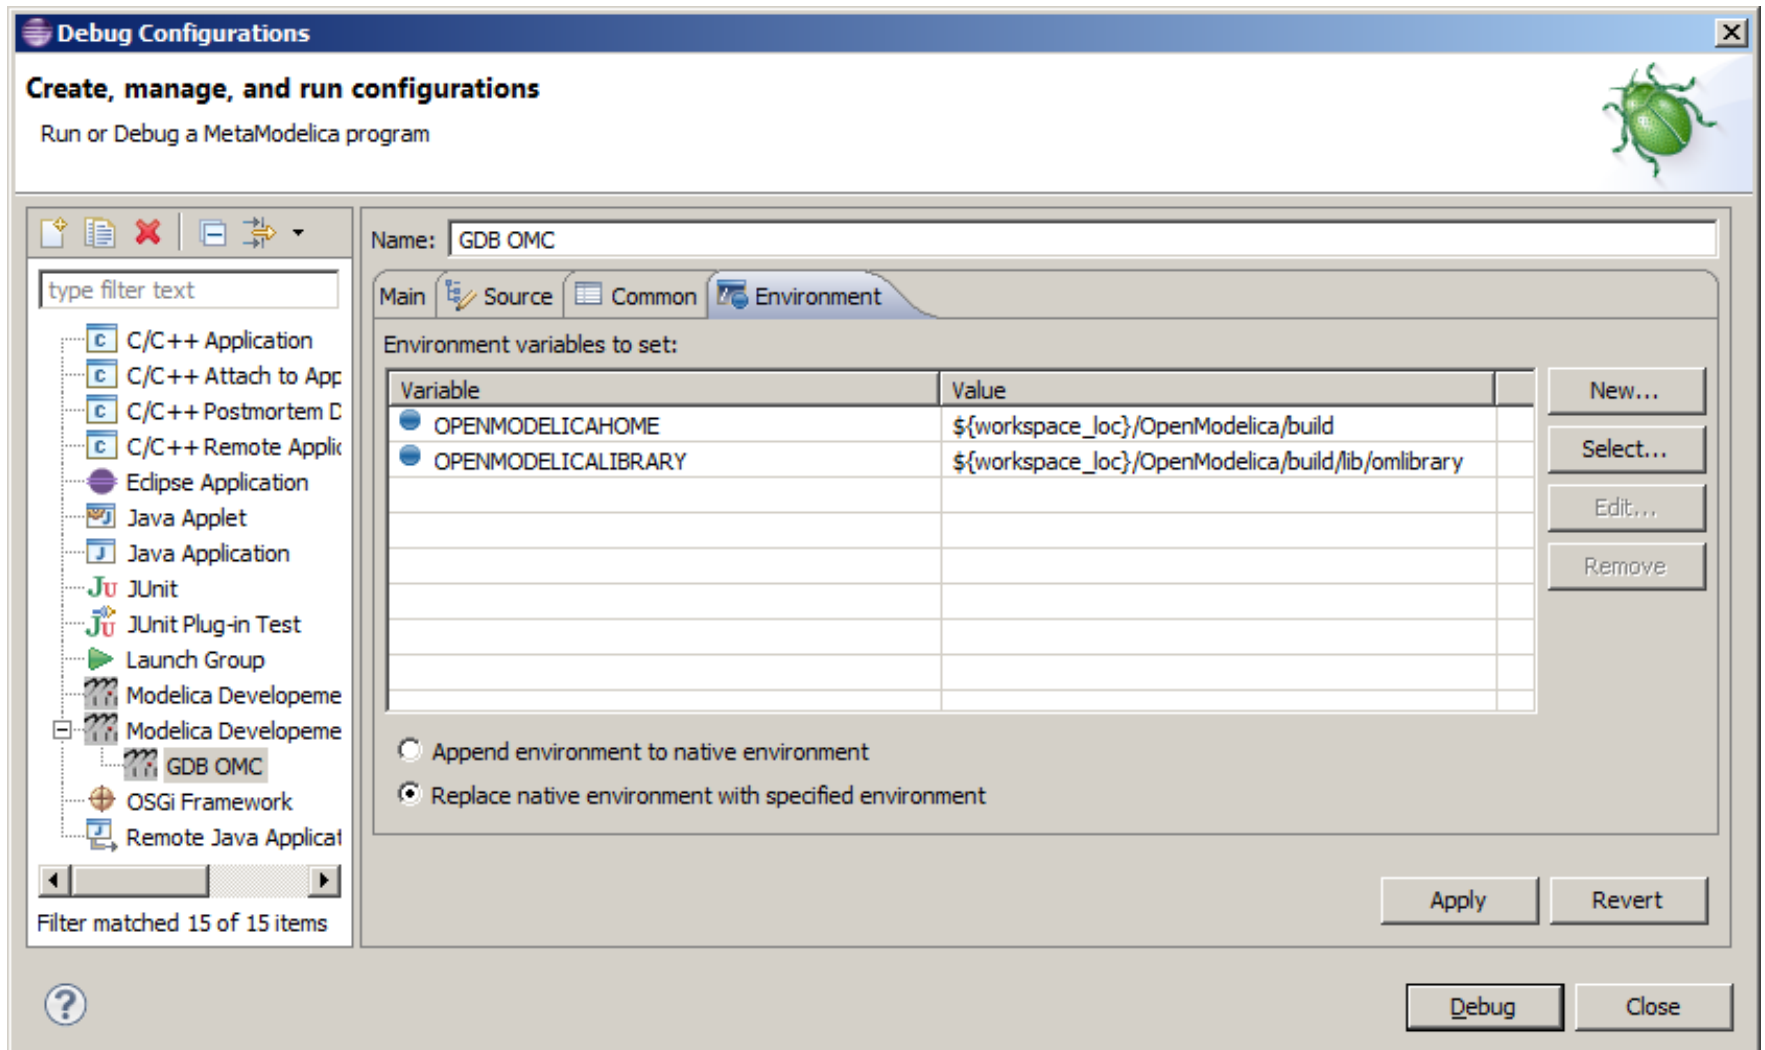 Debug Configurations
Create, manage, and run configurations
Run or Debug a MetaModelica program
type filter text
C/C++ Application
C/C++ Attach to App
C/C++ Postmortem D
C/C++ Remote Applic
Eclipse Application
Java Applet
Java Application
JUnit
JUnit Plug-in Test
Launch Group
Modelica Developeme
Modelica Developeme
GDB OMC
OSGi Framework
Remote Java Applicat
Filter matched 15 of 15 items
Name: GDB OMC
Main Source Common Environment
Environment variables to set:
Variable Value
OPENMODELICAHOME ${workspace_loc}/OpenModelica/build
OPENMODELICALIBRARY ${workspace_loc}/OpenModelica/build/lib/omlibrary
New...
Select...
Edit...
Remove
Append environment to native environment
Replace native environment with specified environment
Apply Revert
Debug Close